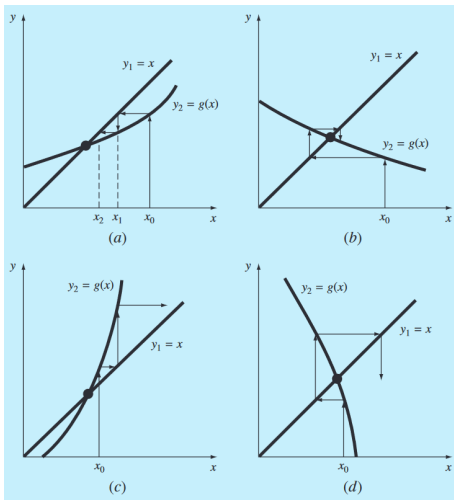 y
y₁ = x
y₂ = g(x)
x₂ x₁ x₀ x
(a)
y
y₁ = x
y₂ = g(x)
x₀ x
(b)
y
y₂ = g(x)
y₁ = x
x₀ x
(c)
y
y₂ = g(x)
y₁ = x
x₀ x
(d)